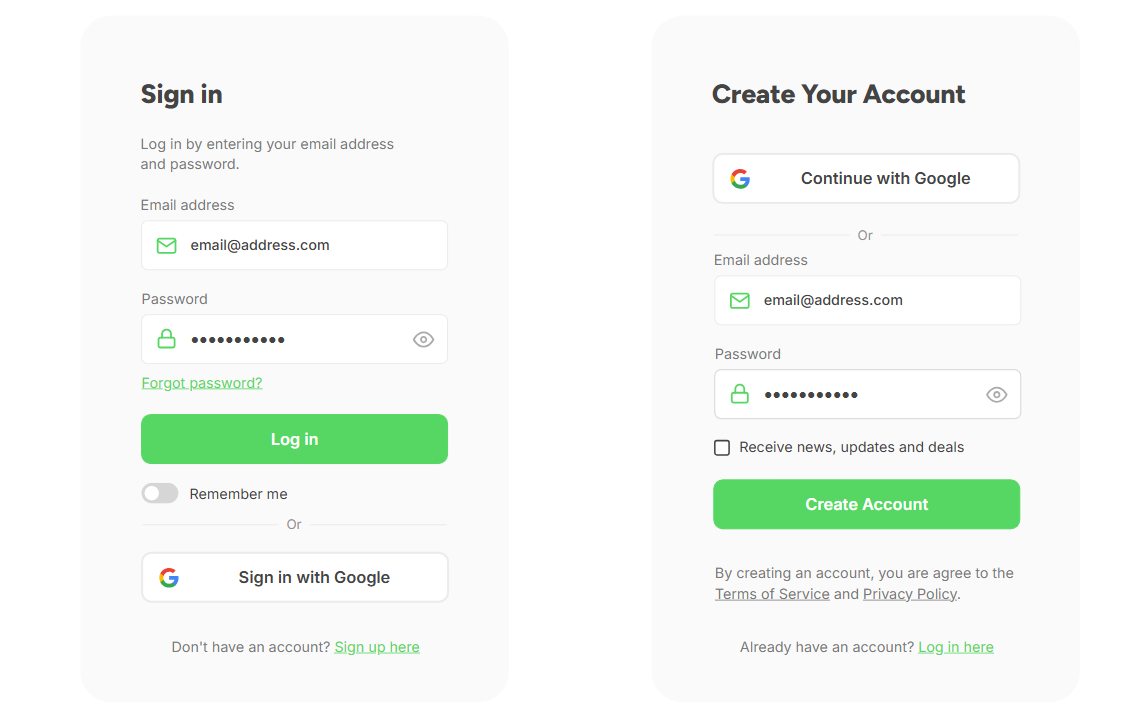 Sign in
Log in by entering your email address
and password.
Email address
email@address.com
Password
•••••••••••
Forgot password?
Log in
Remember me
Or
Sign in with Google
Don't have an account? Sign up here
Create Your Account
Continue with Google
Or
Email address
email@address.com
Password
•••••••••••
Receive news, updates and deals
Create Account
By creating an account, you are agree to the
Terms of Service and Privacy Policy.
Already have an account? Log in here